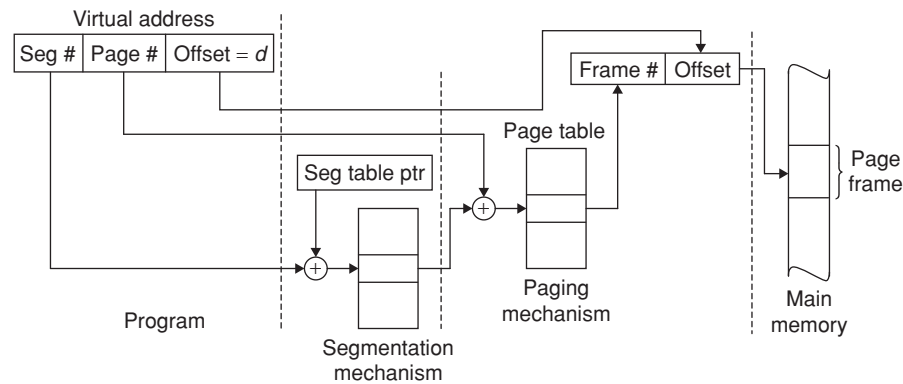 Virtual address
Seg # Page # Offset = d
Frame # Offset
Page table
Seg table ptr
+
+
Page
frame
Program
Segmentation
mechanism
Paging
mechanism
Main
memory